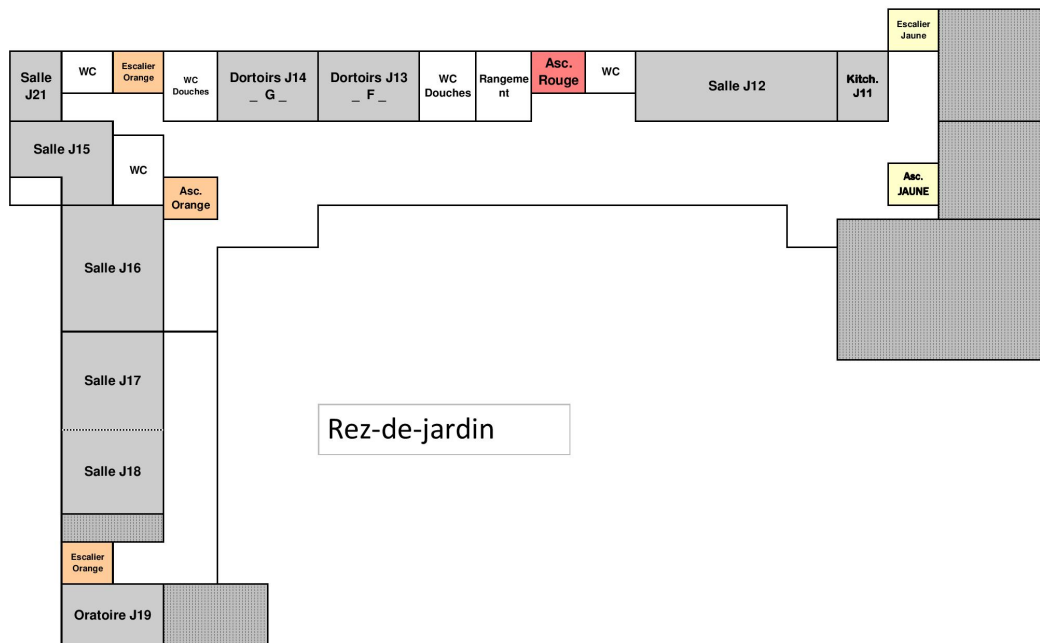 Escalier
Jaune
Salle
J21
WC
Escalier
Orange
WC
Douches
Dortoirs J14
_ G _
Dortoirs J13
_ F _
WC
Douches
Rangeme
nt
Asc.
Rouge
WC
Salle J12
Kitch.
J11
Salle J15
WC
Asc.
Orange
Asc.
JAUNE
Salle J16
Salle J17
Rez-de-jardin
Salle J18
Escalier
Orange
Oratoire J19